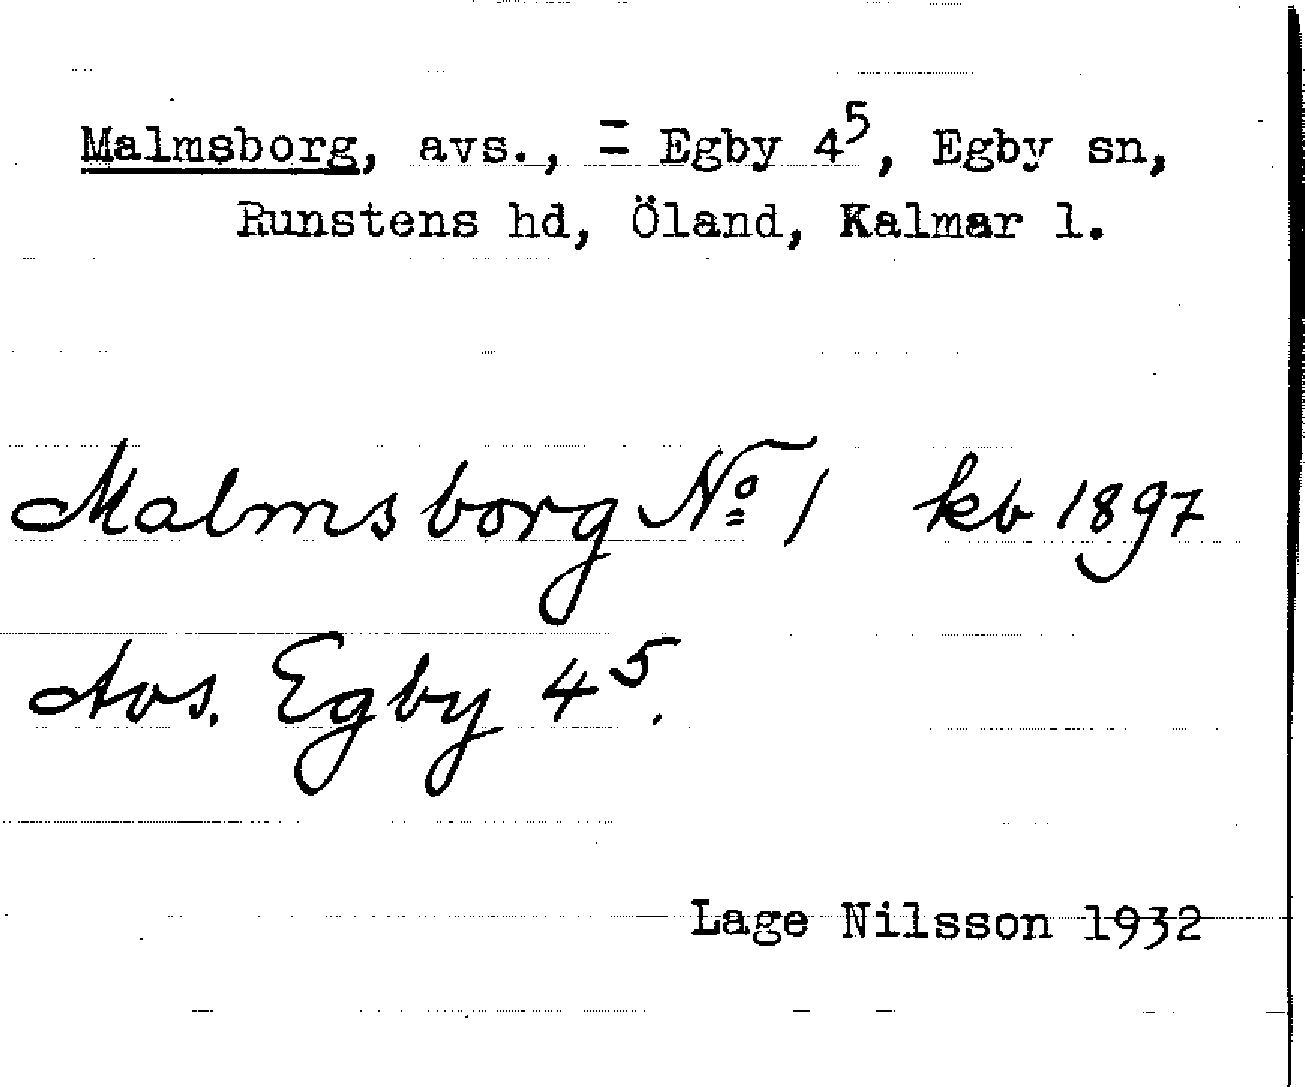 Malmsborg, avs., = Egby 4⁵, Egby sn,
Runstens hd, Öland, Kalmar l.
Malmsborg Nº 1 kb 1897
Avs. Egby 4⁵.
Lage Nilsson 1932